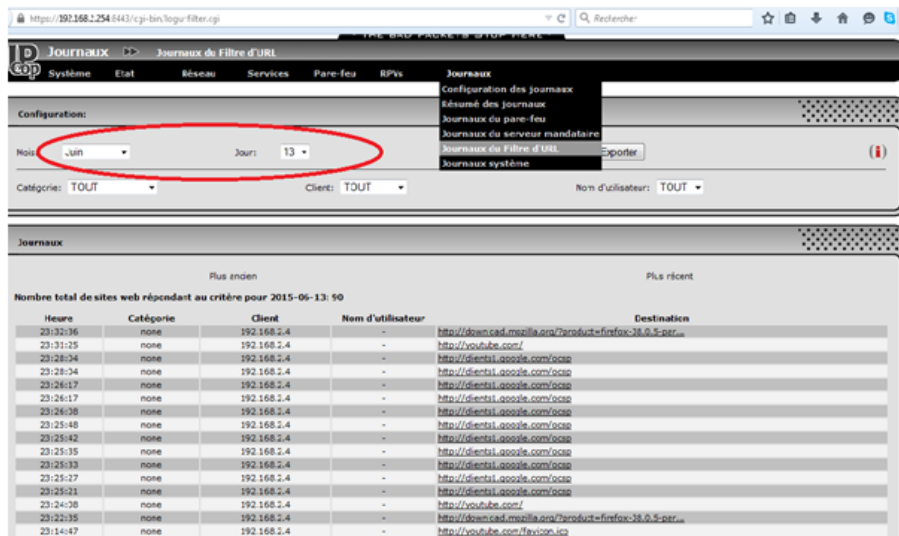 https://192.168.2.254:8443/cgi-bin/logurlfilter.cgi
Rechercher
THE BAD PACKETS STOP HERE
IPCop
Journaux Journaux du Filtre d'URL
Système Etat Réseau Services Pare-feu RPVs Journaux
Configuration des journaux
Résumé des journaux
Journaux du pare-feu
Journaux du serveur mandataire
Journaux du Filtre d'URL
Journaux système
Configuration:
Mois: Juin Jour: 13 Exporter
Catégorie: TOUT Client: TOUT Nom d'utilisateur: TOUT
Journaux
Plus ancien Plus récent
Nombre total de sites web répondant au critère pour 2015-06-13: 90
Heure Catégorie Client Nom d'utilisateur Destination
23:32:36 none 192.168.2.4 - http://download.mozilla.org/?product=firefox-38.0.5-par...
23:31:25 none 192.168.2.4 - http://youtube.com/
23:28:04 none 192.168.2.4 - http://clients1.google.com/ocsp
23:28:04 none 192.168.2.4 - http://clients1.google.com/ocsp
23:26:17 none 192.168.2.4 - http://clients1.google.com/ocsp
23:26:17 none 192.168.2.4 - http://clients1.google.com/ocsp
23:26:08 none 192.168.2.4 - http://clients1.google.com/ocsp
23:25:48 none 192.168.2.4 - http://clients1.google.com/ocsp
23:25:42 none 192.168.2.4 - http://clients1.google.com/ocsp
23:25:35 none 192.168.2.4 - http://clients1.google.com/ocsp
23:25:33 none 192.168.2.4 - http://clients1.google.com/ocsp
23:25:27 none 192.168.2.4 - http://clients1.google.com/ocsp
23:25:21 none 192.168.2.4 - http://clients1.google.com/ocsp
23:24:08 none 192.168.2.4 - http://youtube.com/
23:22:35 none 192.168.2.4 - http://download.mozilla.org/?product=firefox-38.0.5-par...
23:14:47 none 192.168.2.4 - http://youtube.com/favicon.ico